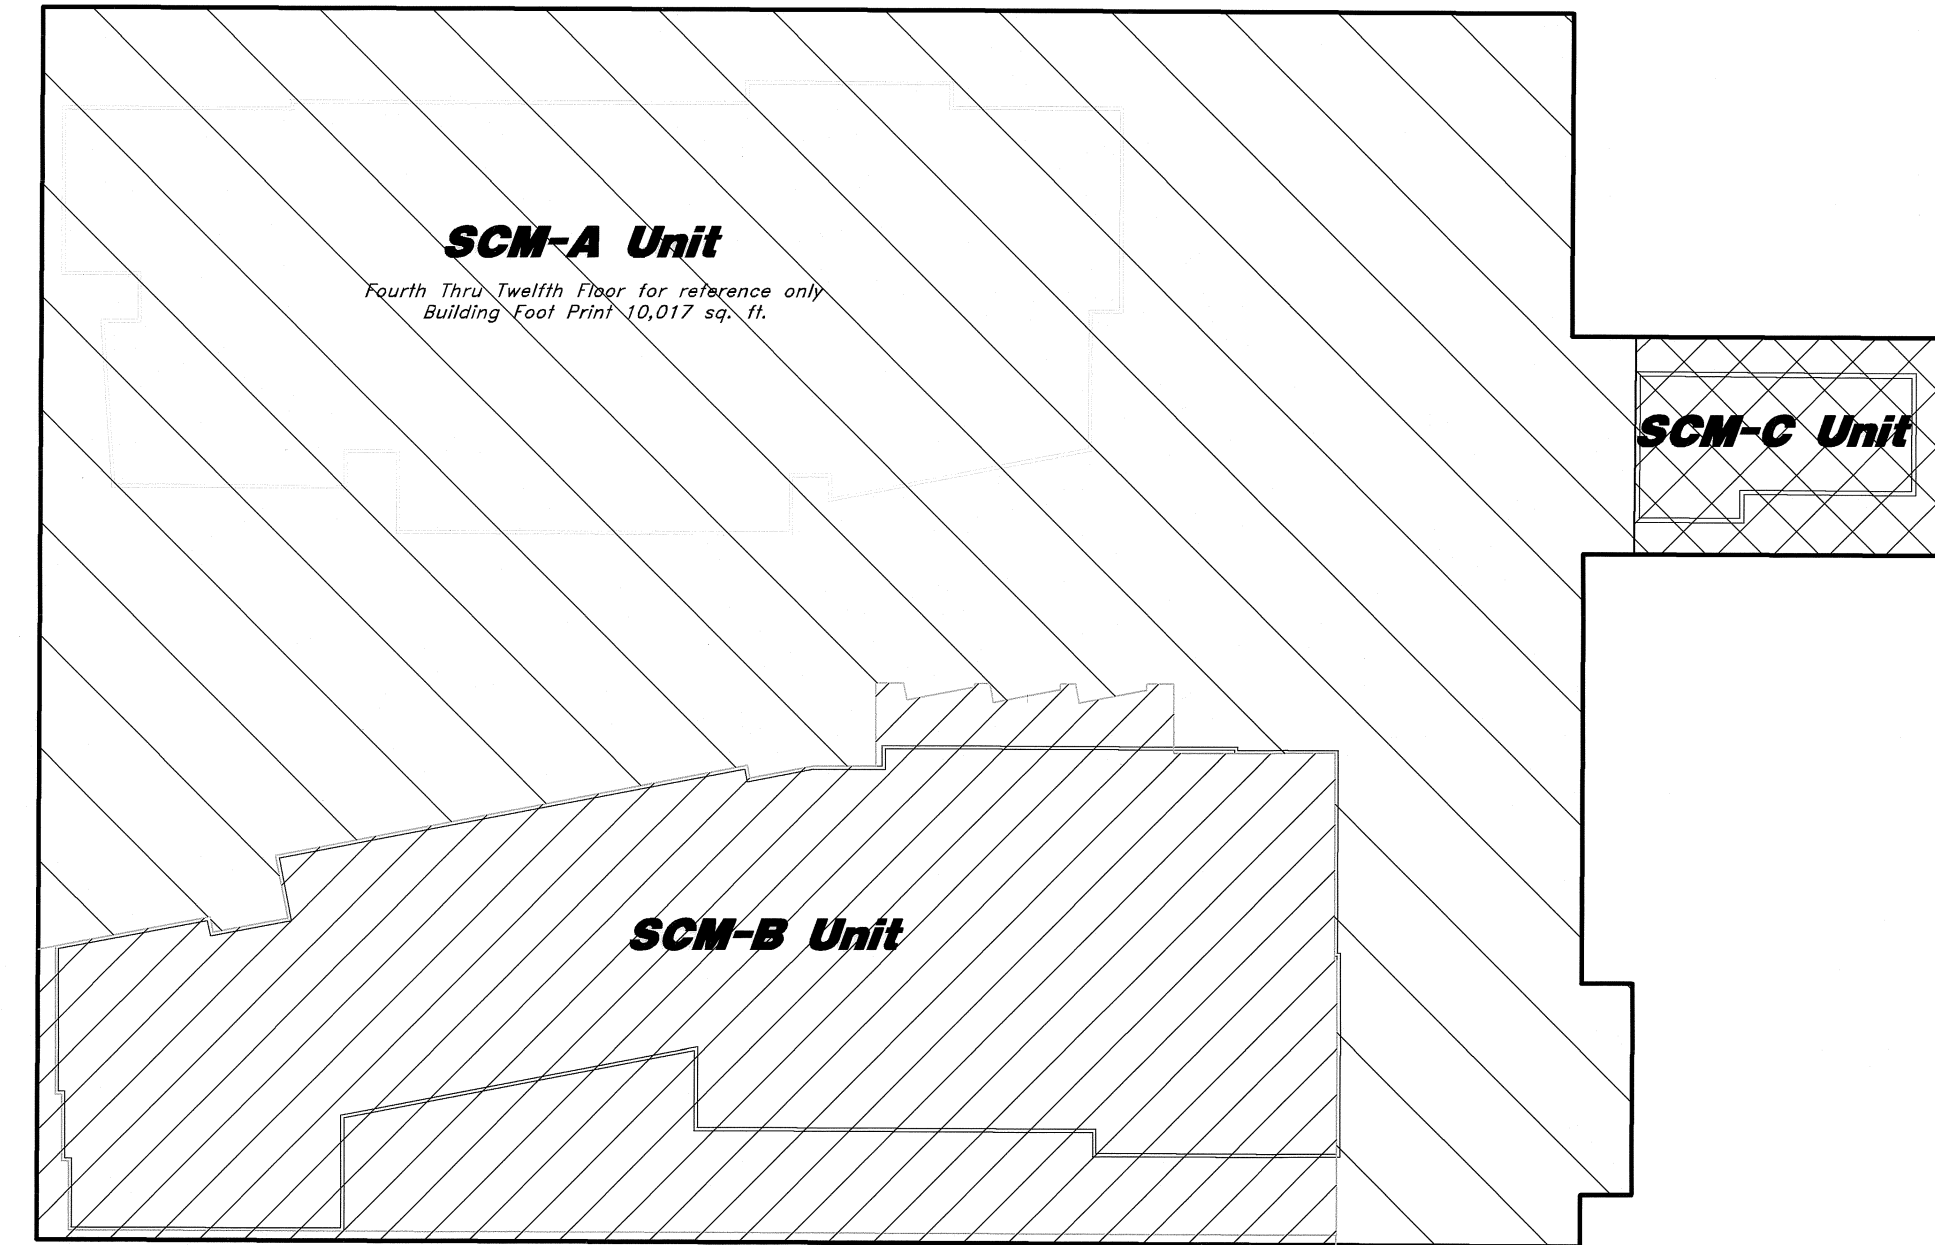 SCM-A Unit
Fourth Thru Twelfth Floor for reference only
Building Foot Print 10,017 sq. ft.
SCM-C Unit
SCM-B Unit